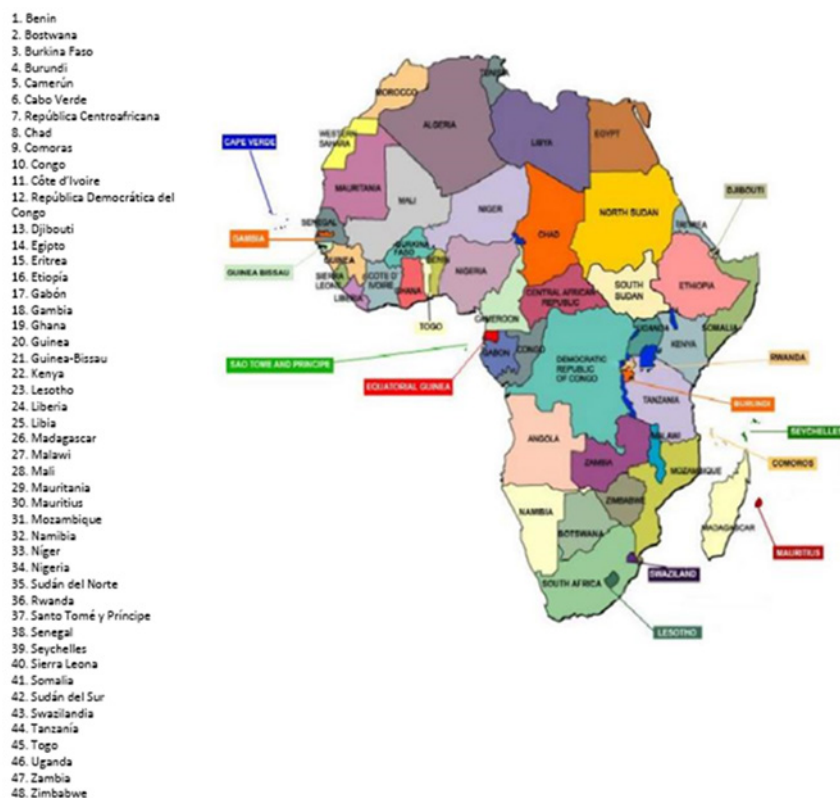 1. Benin
2. Bostwana
3. Burkina Faso
4. Burundi
5. Camerún
6. Cabo Verde
7. República Centroafricana
8. Chad
9. Comoras
10. Congo
11. Côte d'Ivoire
12. República Democrática del
Congo
13. Djibouti
14. Egipto
15. Eritrea
16. Etiopía
17. Gabón
18. Gambia
19. Ghana
20. Guinea
21. Guinea-Bissau
22. Kenya
23. Lesotho
24. Liberia
25. Libia
26. Madagascar
27. Malawi
28. Mali
29. Mauritania
30. Mauritius
31. Mozambique
32. Namibia
33. Níger
34. Nigeria
35. Sudán del Norte
36. Rwanda
37. Santo Tomé y Príncipe
38. Senegal
39. Seychelles
40. Sierra Leona
41. Somalia
42. Sudán del Sur
43. Swazilandia
44. Tanzanía
45. Togo
46. Uganda
47. Zambia
48. Zimbabwe
TUNISIA
MOROCCO
ALGERIA
LIBYA
EGYPT
WESTERN
SAHARA
CAPE VERDE
MAURITANIA
MALI
NIGER
CHAD
NORTH SUDAN
ERITREA
DJIBOUTI
SENEGAL
GAMBIA
GUINEA BISSAU
GUINEA
BURKINA
FASO
BENIN
NIGERIA
SIERRA
LEONE
LIBERIA
COTE D'
IVOIRE
GHANA
TOGO
CAMEROON
CENTRAL AFRICAN
REPUBLIC
SOUTH
SUDAN
ETHIOPIA
SOMALIA
UGANDA
KENYA
SAO TOME AND PRINCIPE
EQUATORIAL GUINEA
GABON
CONGO
DEMOCRATIC
REPUBLIC
OF CONGO
RWANDA
BURUNDI
TANZANIA
SEYCHELLES
COMOROS
ANGOLA
ZAMBIA
MALAWI
MOZAMBIQUE
ZIMBABWE
NAMIBIA
BOTSWANA
MADAGASCAR
MAURITIUS
SWAZILAND
SOUTH AFRICA
LESOTHO